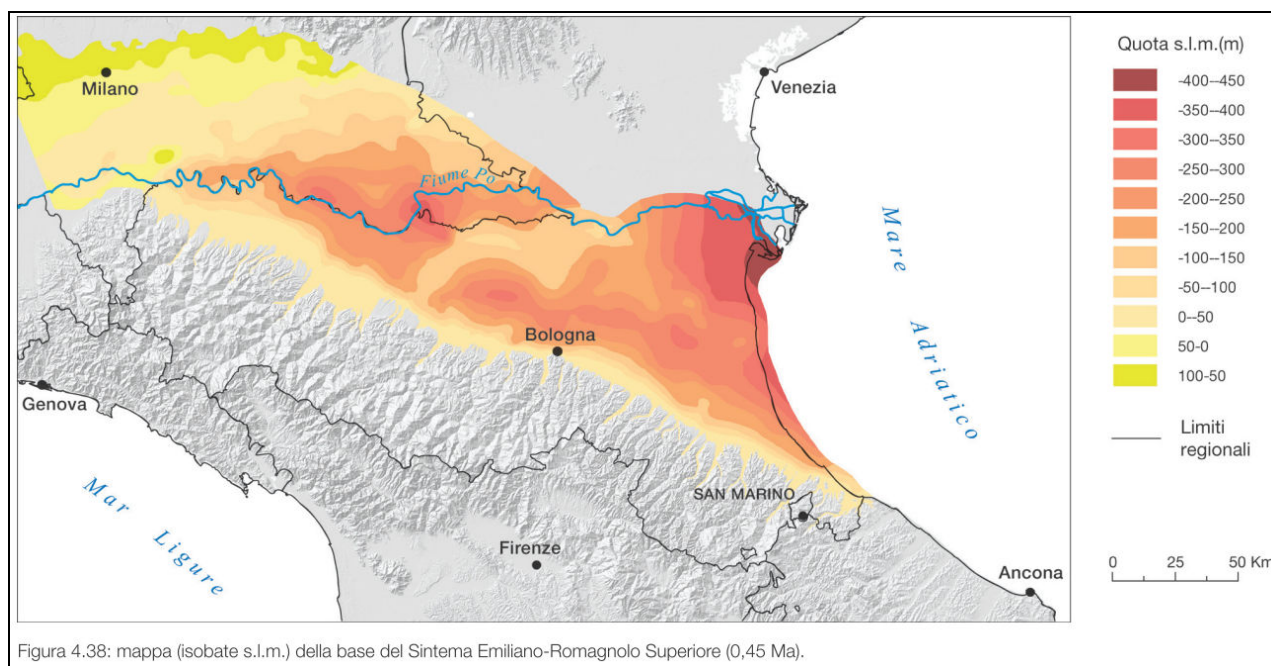 Milano
Venezia
Fiume Po
Bologna
Genova
SAN MARINO
Firenze
Ancona
Mare
Adriatico
Mar
Ligure
Quota s.l.m.(m)
-400--450
-350--400
-300--350
-250--300
-200--250
-150--200
-100--150
-50--100
0--50
50-0
100-50
Limiti
regionali
0 25 50 Km
Figura 4.38: mappa (isobate s.l.m.) della base del Sintema Emiliano-Romagnolo Superiore (0,45 Ma).